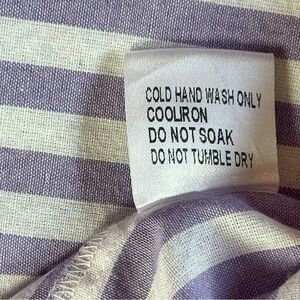 COLD HAND WASH ONLY
COOLIRON
DO NOT SOAK
DO NOT TUMBLE DRY